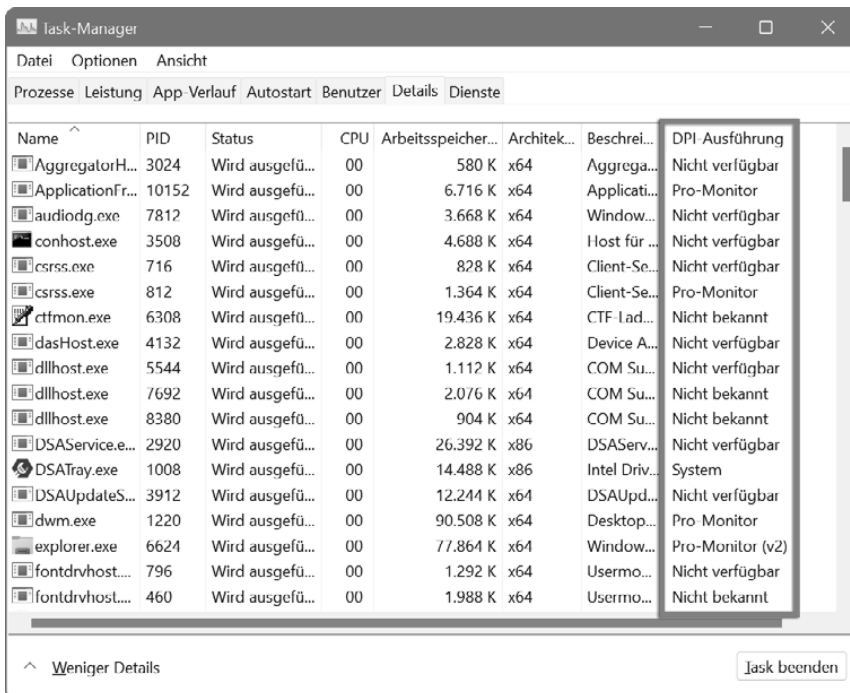 Task-Manager
Datei Optionen Ansicht
Prozesse Leistung App-Verlauf Autostart Benutzer Details Dienste
Name PID Status CPU Arbeitsspeicher... Architek... Beschrei... DPI-Ausführung
AggregatorH... 3024 Wird ausgefü... 00 580 K x64 Aggrega... Nicht verfügbar
ApplicationFr... 10152 Wird ausgefü... 00 6.716 K x64 Applicati... Pro-Monitor
audiodg.exe 7812 Wird ausgefü... 00 3.668 K x64 Window... Nicht verfügbar
conhost.exe 3508 Wird ausgefü... 00 4.688 K x64 Host für ... Nicht verfügbar
csrss.exe 716 Wird ausgefü... 00 828 K x64 Client-Se... Nicht verfügbar
csrss.exe 812 Wird ausgefü... 00 1.364 K x64 Client-Se... Pro-Monitor
ctfmon.exe 6308 Wird ausgefü... 00 19.436 K x64 CTF-Lad... Nicht bekannt
dasHost.exe 4132 Wird ausgefü... 00 2.828 K x64 Device A... Nicht verfügbar
dllhost.exe 5544 Wird ausgefü... 00 1.112 K x64 COM Su... Nicht verfügbar
dllhost.exe 7692 Wird ausgefü... 00 2.076 K x64 COM Su... Nicht bekannt
dllhost.exe 8380 Wird ausgefü... 00 904 K x64 COM Su... Nicht bekannt
DSAService.e... 2920 Wird ausgefü... 00 26.392 K x86 DSAServ... Nicht verfügbar
DSATray.exe 1008 Wird ausgefü... 00 14.488 K x86 Intel Driv... System
DSAUpdateS... 3912 Wird ausgefü... 00 12.244 K x64 DSAUpd... Nicht verfügbar
dwm.exe 1220 Wird ausgefü... 00 90.508 K x64 Desktop... Pro-Monitor
explorer.exe 6624 Wird ausgefü... 00 77.864 K x64 Window... Pro-Monitor (v2)
fontdrvhost.... 796 Wird ausgefü... 00 1.292 K x64 Usermo... Nicht verfügbar
fontdrvhost.... 460 Wird ausgefü... 00 1.988 K x64 Usermo... Nicht bekannt
Weniger Details Task beenden